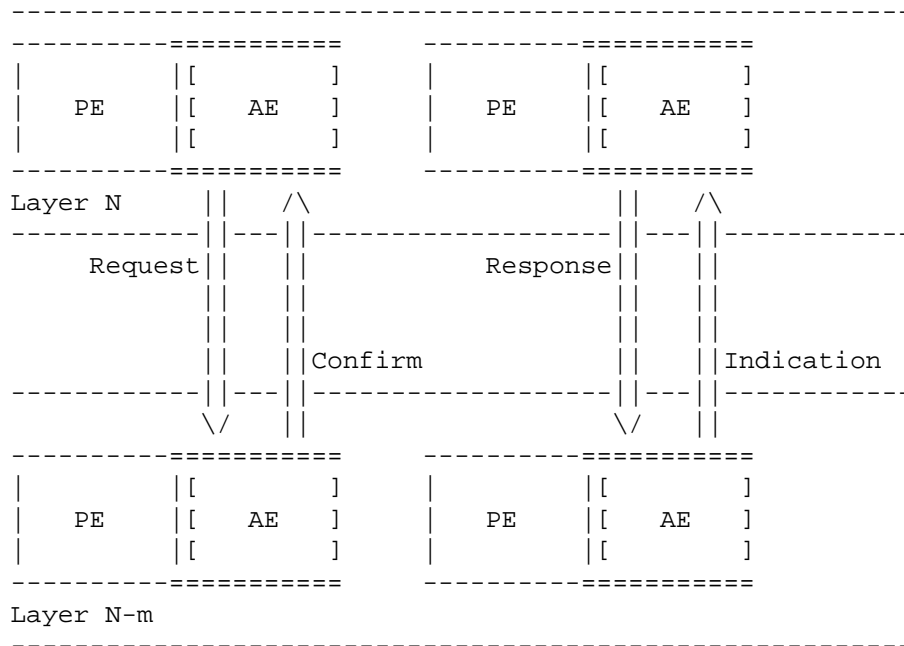 PE AE PE AE
Layer N
Request Response
Confirm Indication
PE AE PE AE
Layer N-m